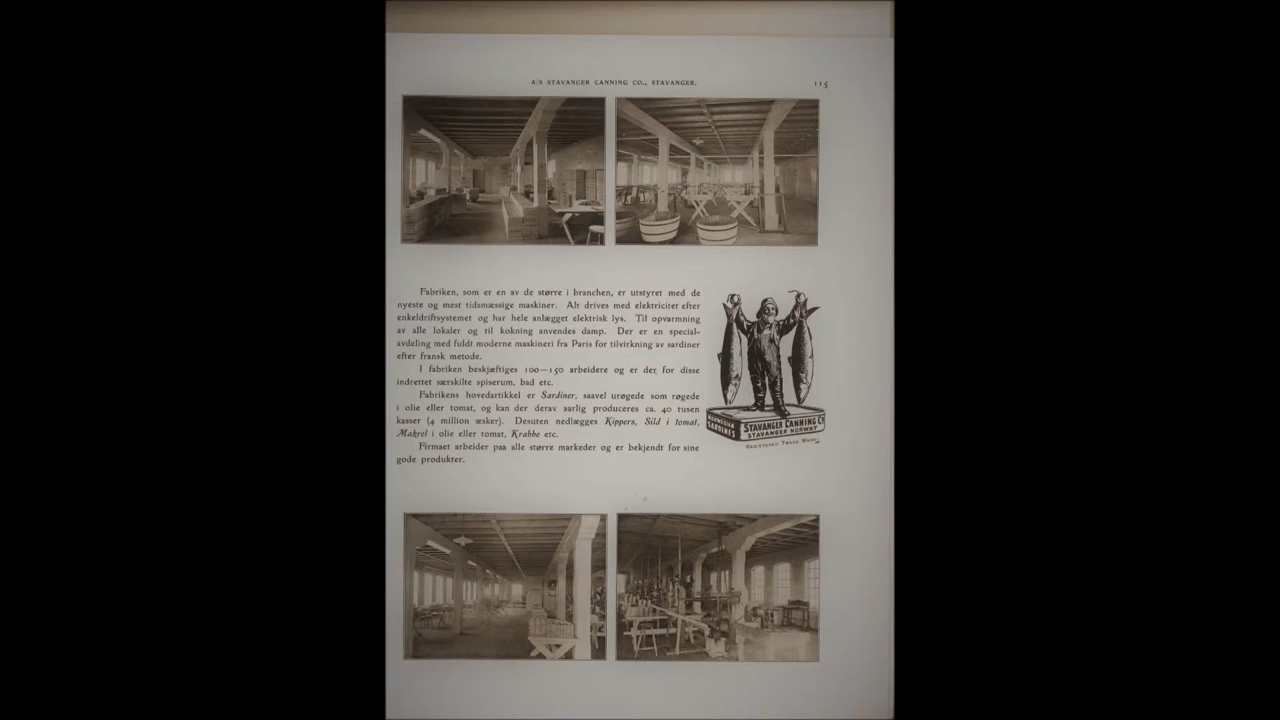 A/S STAVANGER CANNING CO., STAVANGER.
115
Fabriken, som er en av de større i branchen, er utstyret med de
nyeste og mest tidsmæssige maskiner. Alt drives med elektricitet efter
enkeldriftsystemet og har hele anlægget elektrisk lys. Til opvarmning
av alle lokaler og til kokning anvendes damp. Der er en special-
avdeling med fuldt moderne maskineri fra Paris for tilvirkning av sardiner
efter fransk metode.
I fabriken beskjæftiges 100—150 arbeidere og er der for disse
indrettet særskilte spiserum, bad etc.
Fabrikens hovedartikkel er Sardiner, saavel urøgede som røgede
i olie eller tomat, og kan der derav aarlig produceres ca. 40 tusen
kasser (4 million æsker). Desuten nedlægges Kippers, Sild i tomat,
Makrel i olie eller tomat, Krabbe etc.
Firmaet arbeider paa alle større markeder og er bekjendt for sine
gode produkter.
NORWEGIAN
SARDINES
STAVANGER CANNING Co
STAVANGER NORWAY
REGISTERED TRADE MARK.